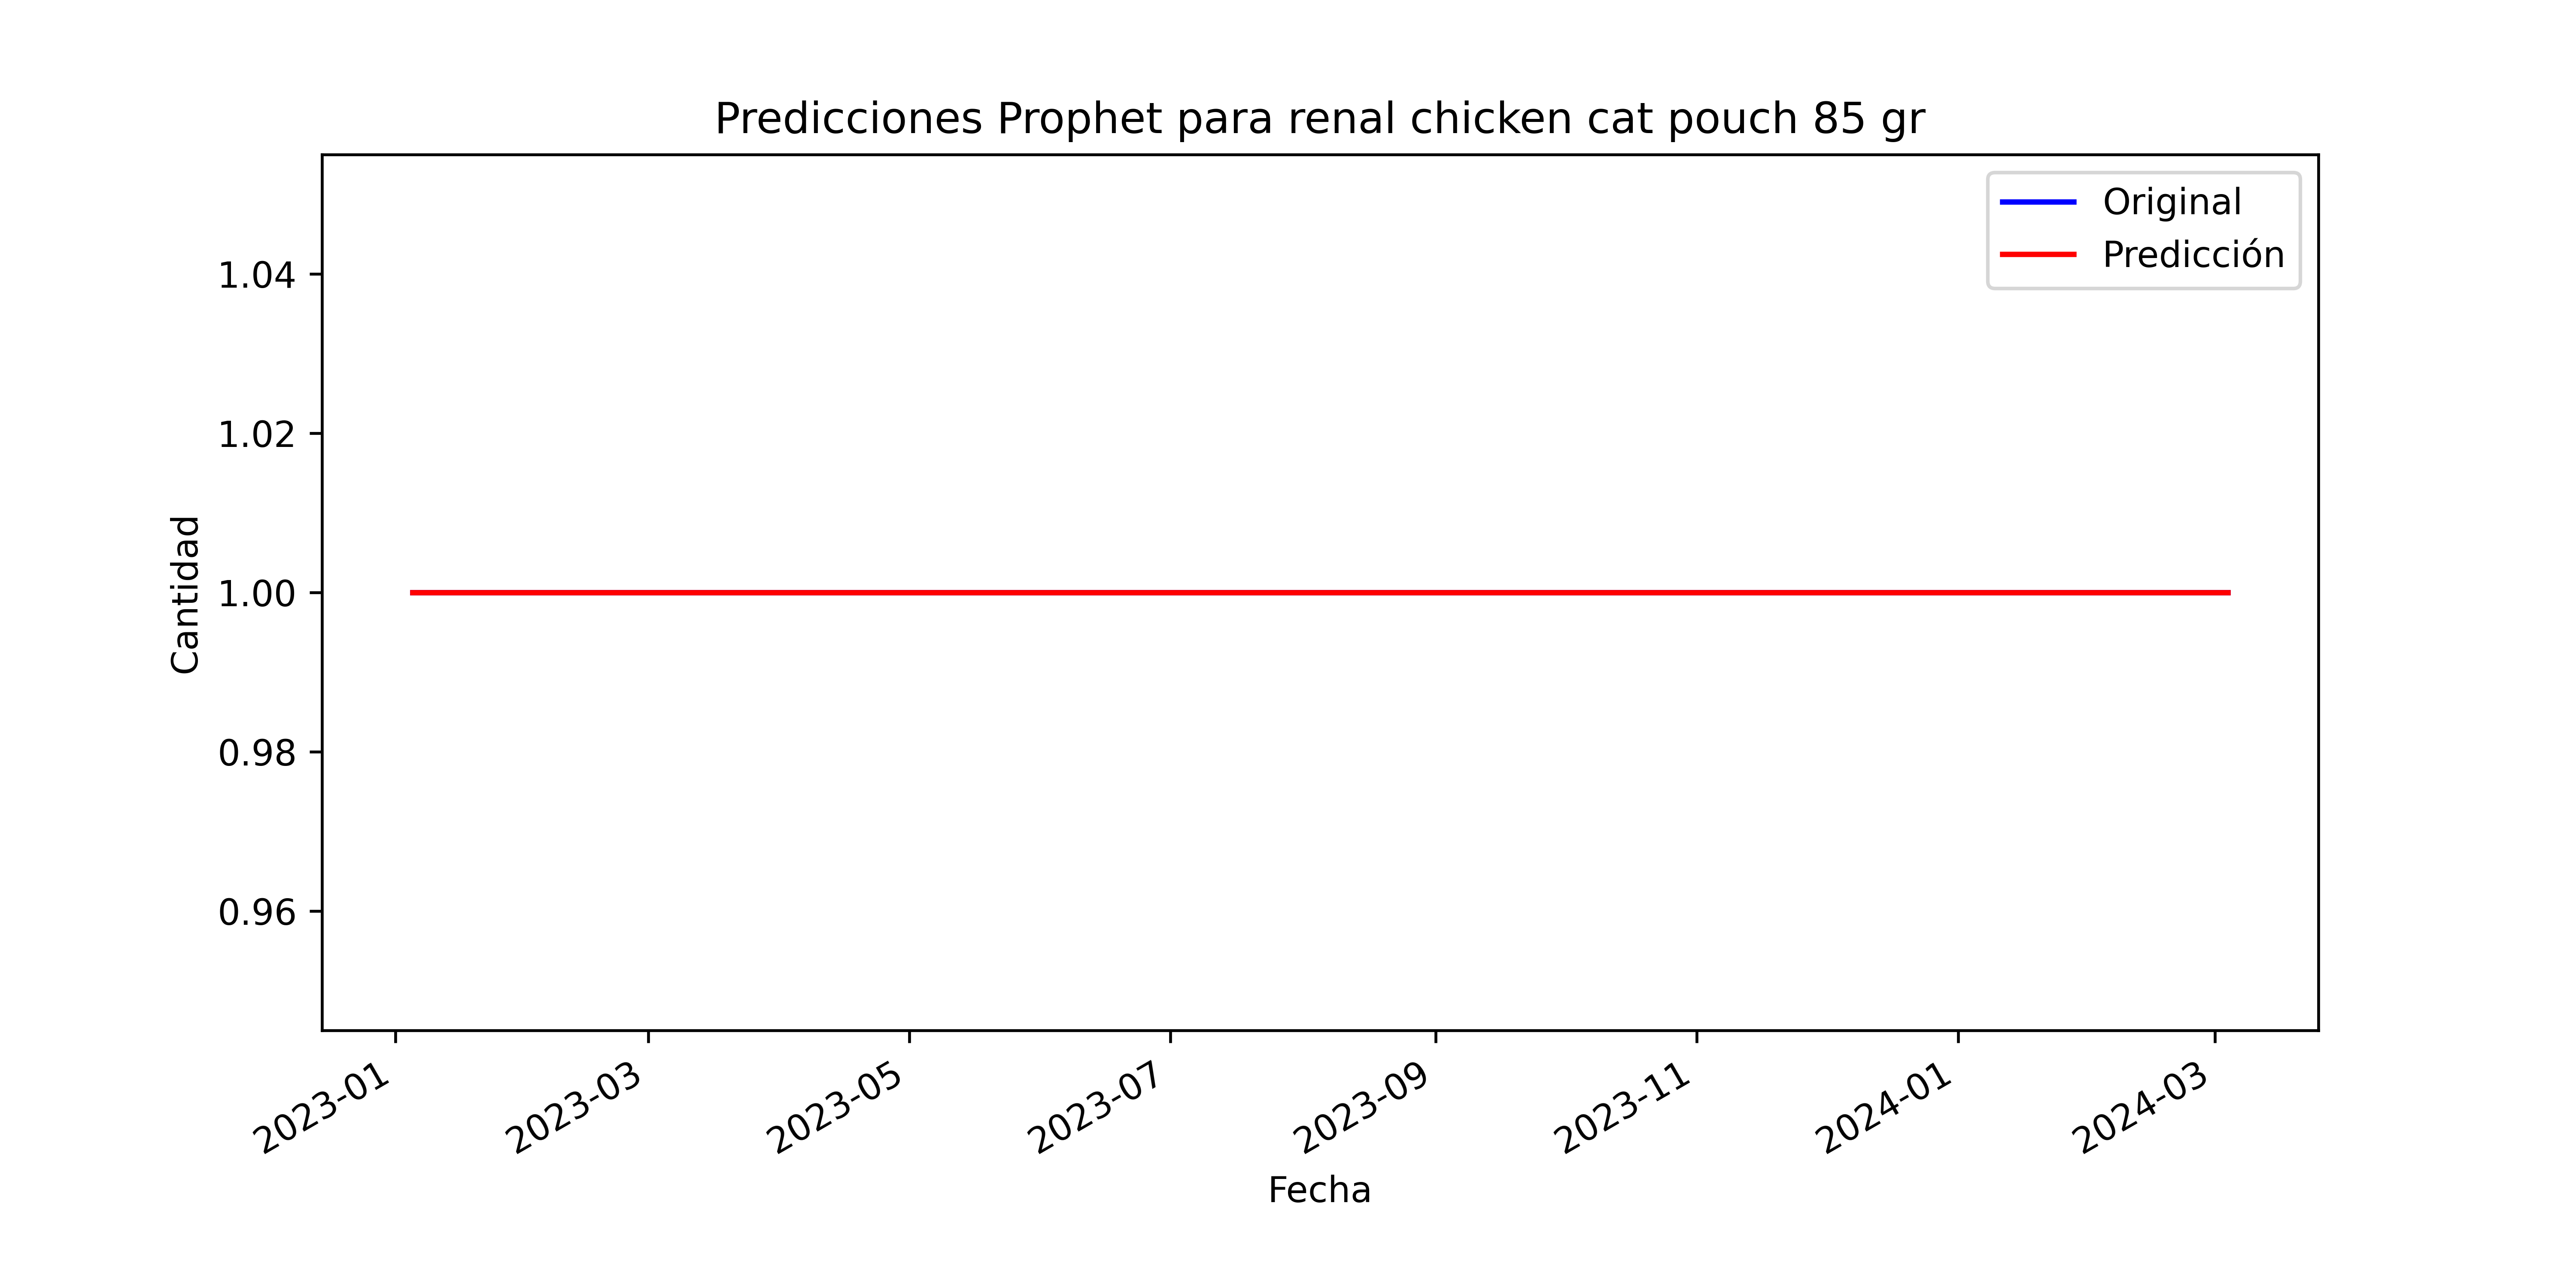 Predicciones Prophet para renal chicken cat pouch 85 gr
Original
Predicción
1.04
1.02
1.00
0.98
0.96
Cantidad
2023-01
2023-03
2023-05
2023-07
2023-09
2023-11
2024-01
2024-03
Fecha